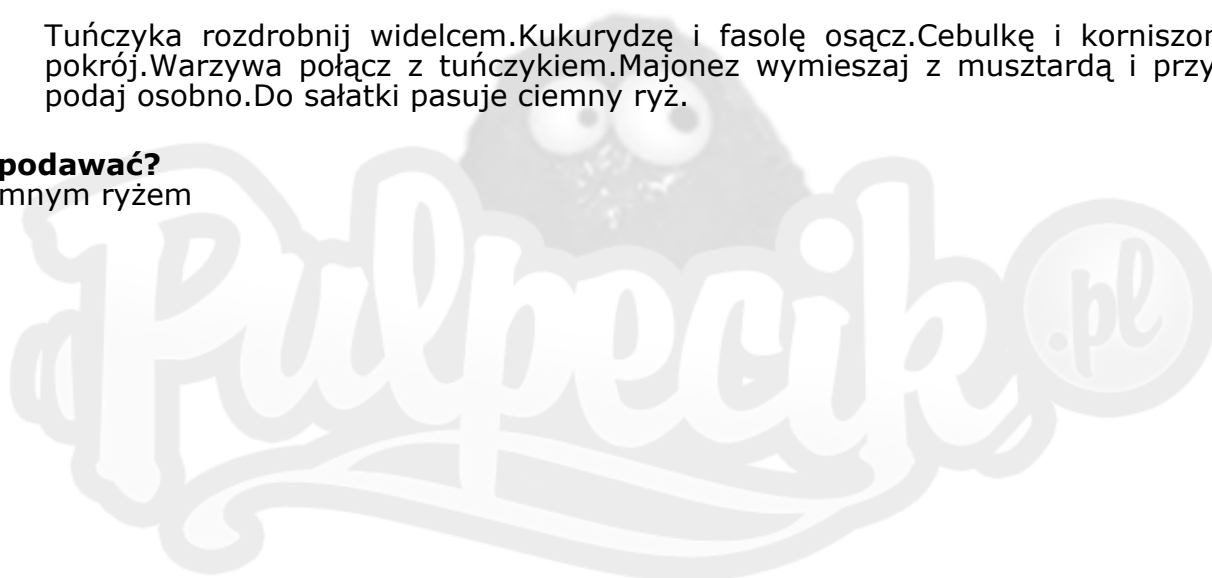 Tuńczyka rozdrobnij widelcem.Kukurydzę i fasolę osącz.Cebulkę i korniszon
pokrój.Warzywa połącz z tuńczykiem.Majonez wymieszaj z musztardą i przy
podaj osobno.Do sałatki pasuje ciemny ryż.
podawać?
mnym ryżem
Pulpecik .pl